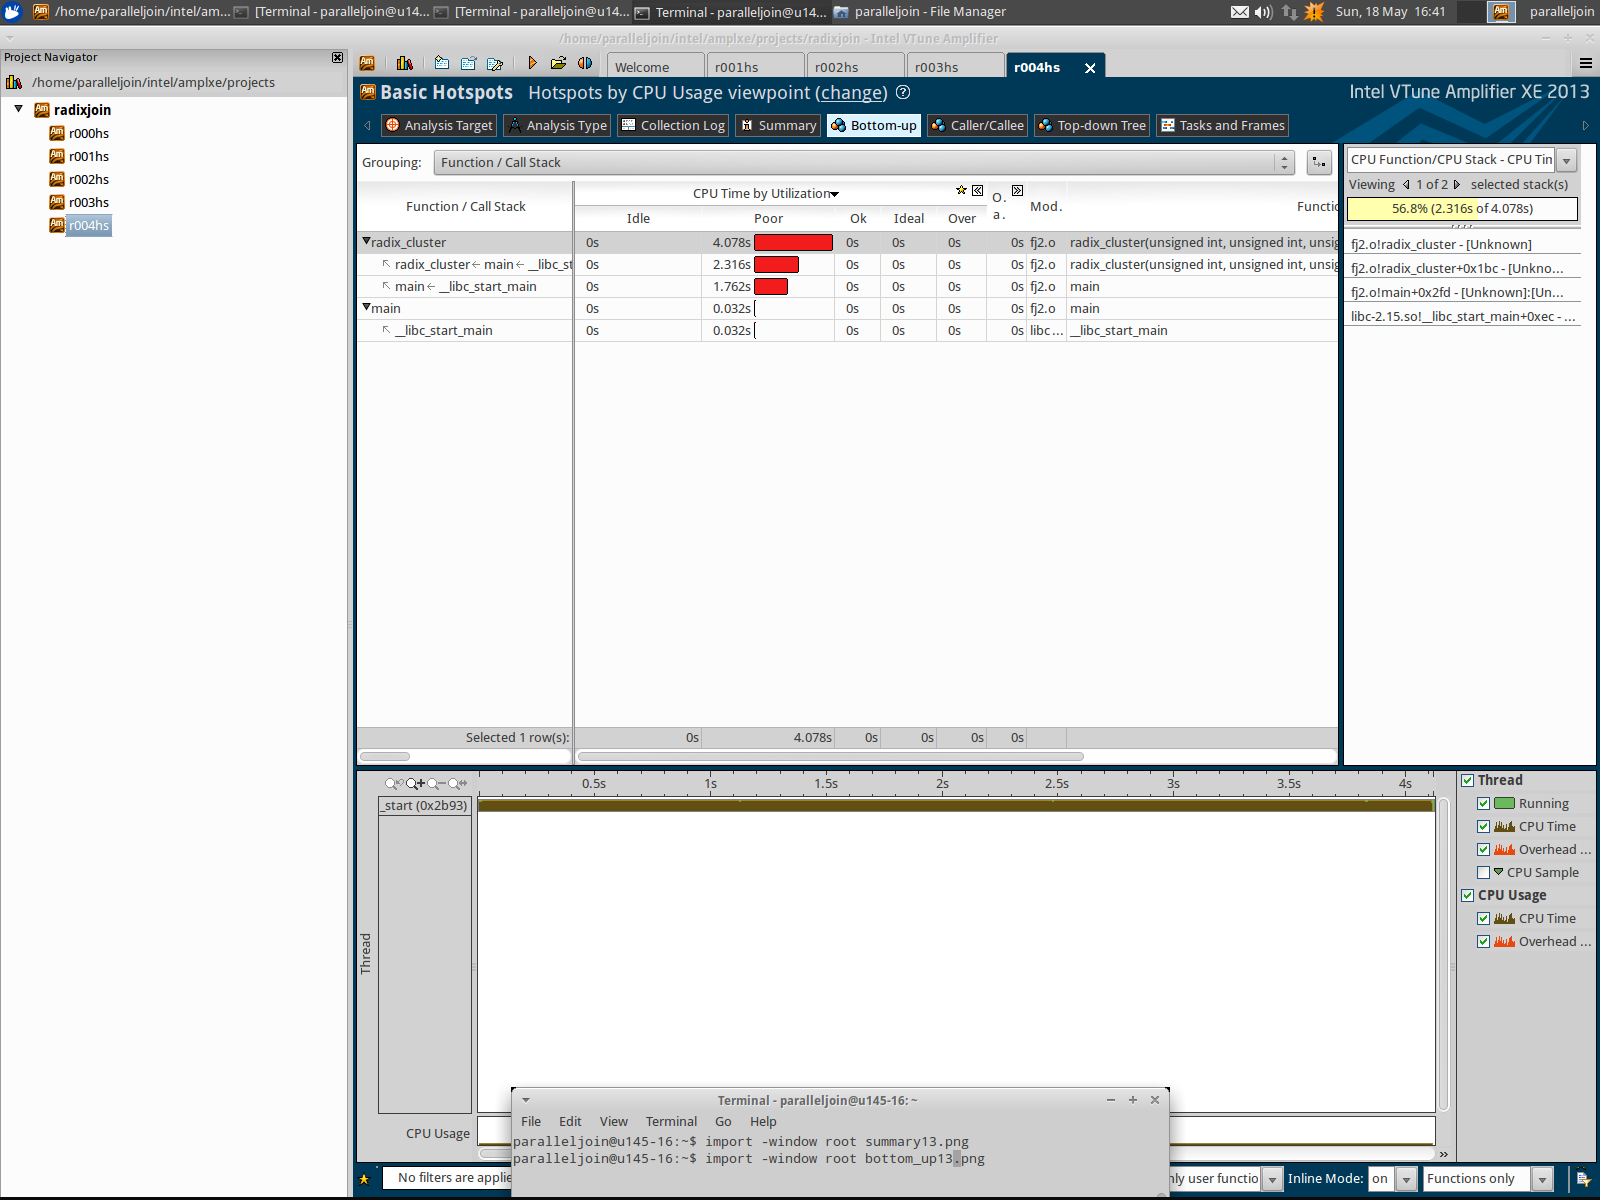 /home/paralleljoin/intel/am... [Terminal - paralleljoin@u14... [Terminal - paralleljoin@u14... Terminal - paralleljoin@u14... paralleljoin - File Manager Sun, 18 May 16:41 paralleljoin
/home/paralleljoin/intel/amplxe/projects/radixjoin - Intel VTune Amplifier
Project Navigator
/home/paralleljoin/intel/amplxe/projects
radixjoin
r000hs
r001hs
r002hs
r003hs
r004hs
Welcome r001hs r002hs r003hs r004hs
Basic Hotspots Hotspots by CPU Usage viewpoint (change) Intel VTune Amplifier XE 2013
Analysis Target Analysis Type Collection Log Summary Bottom-up Caller/Callee Top-down Tree Tasks and Frames
Grouping: Function / Call Stack
Function / Call Stack CPU Time by Utilization O. a. Mod. Functio
Idle Poor Ok Ideal Over
radix_cluster 0s 4.078s 0s 0s 0s 0s fj2.o radix_cluster(unsigned int, unsigned int, unsig
radix_cluster ← main ← __libc_st 0s 2.316s 0s 0s 0s 0s fj2.o radix_cluster(unsigned int, unsigned int, unsig
main ← __libc_start_main 0s 1.762s 0s 0s 0s 0s fj2.o main
main 0s 0.032s 0s 0s 0s 0s fj2.o main
__libc_start_main 0s 0.032s 0s 0s 0s 0s libc... __libc_start_main
Selected 1 row(s): 0s 4.078s 0s 0s 0s 0s
CPU Function/CPU Stack - CPU Tin
Viewing 1 of 2 selected stack(s)
56.8% (2.316s of 4.078s)
fj2.o!radix_cluster - [Unknown]
fj2.o!radix_cluster+0x1bc - [Unkno...
fj2.o!main+0x2fd - [Unknown]:[Un...
libc-2.15.so!__libc_start_main+0xec - ...
0.5s 1s 1.5s 2s 2.5s 3s 3.5s 4s
_start (0x2b93)
Thread
CPU Usage
Thread
Running
CPU Time
Overhead ...
CPU Sample
CPU Usage
CPU Time
Overhead ...
Terminal - paralleljoin@u145-16: ~
File Edit View Terminal Go Help
paralleljoin@u145-16:~$ import -window root summary13.png
paralleljoin@u145-16:~$ import -window root bottom_up13.png
No filters are applie ly user functio Inline Mode: on Functions only